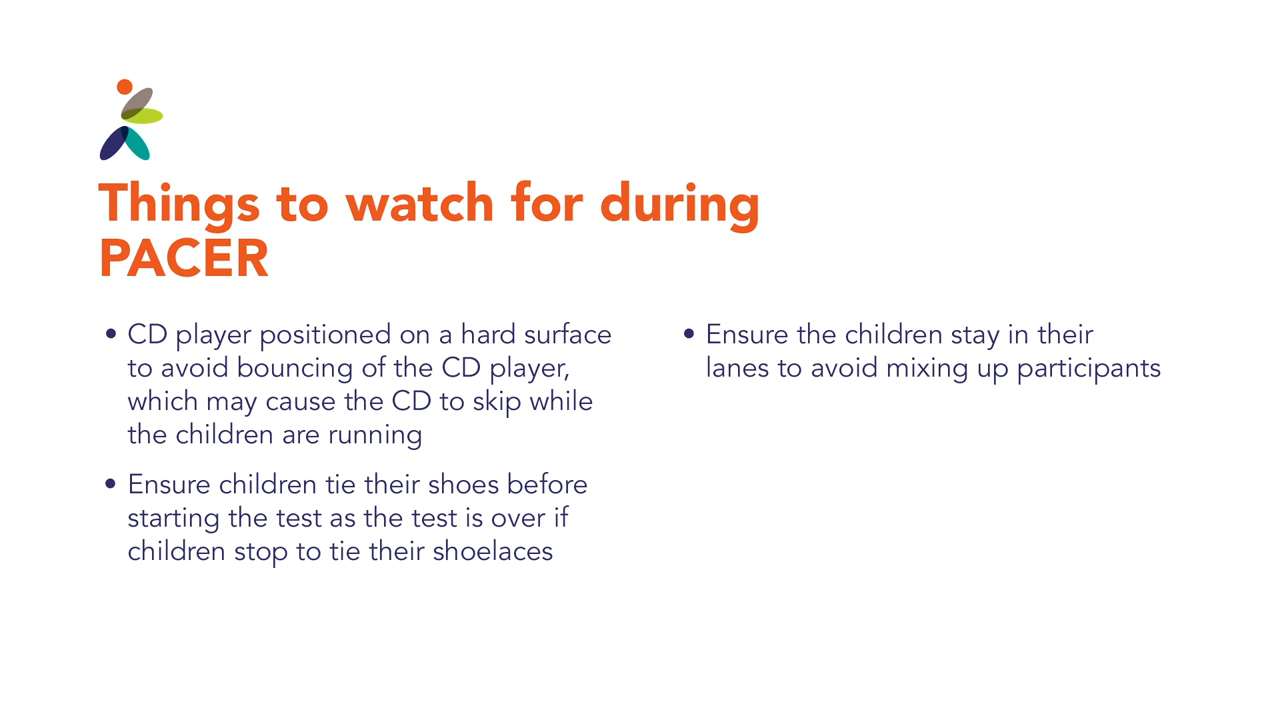 Things to watch for during
PACER
• CD player positioned on a hard surface
to avoid bouncing of the CD player,
which may cause the CD to skip while
the children are running
• Ensure children tie their shoes before
starting the test as the test is over if
children stop to tie their shoelaces
• Ensure the children stay in their
lanes to avoid mixing up participants